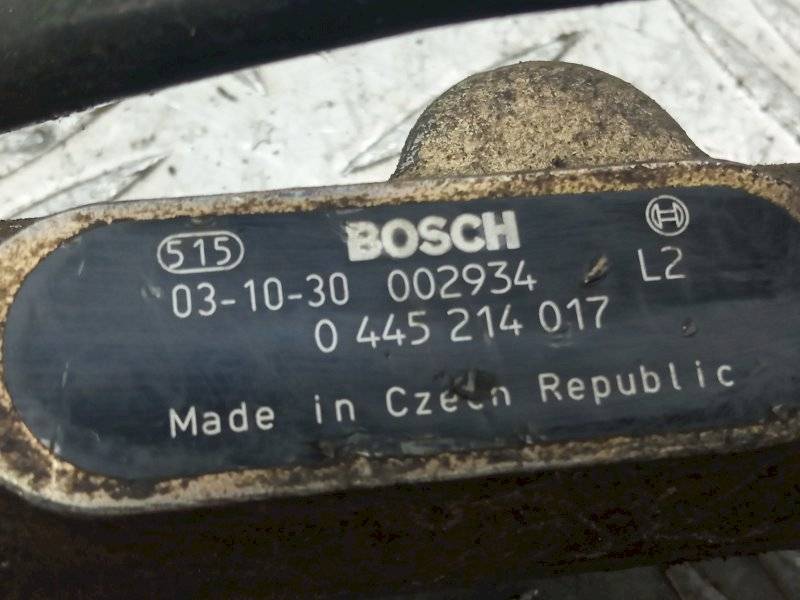 515 BOSCH
03-10-30 002934 L2
0 445 214 017
Made in Czech Republic